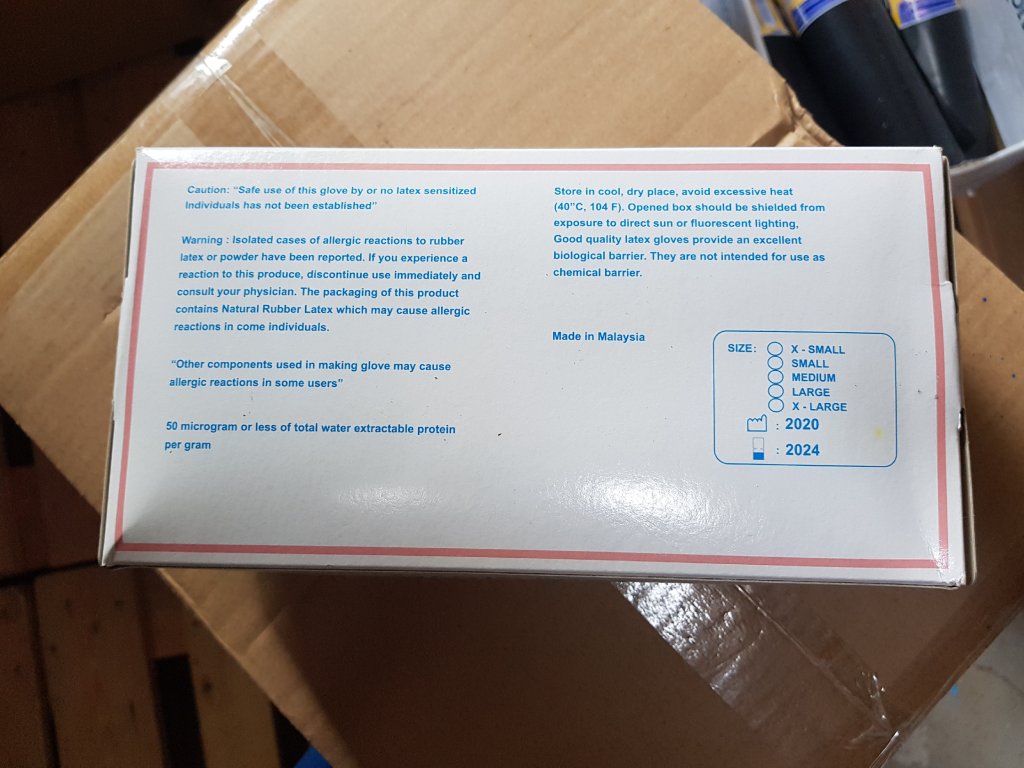 Caution: “Safe use of this glove by or no latex sensitized
Individuals has not been established”
Warning : Isolated cases of allergic reactions to rubber
latex or powder have been reported. If you experience a
reaction to this produce, discontinue use immediately and
consult your physician. The packaging of this product
contains Natural Rubber Latex which may cause allergic
reactions in come individuals.
“Other components used in making glove may cause
allergic reactions in some users”
50 microgram or less of total water extractable protein
per gram
Store in cool, dry place, avoid excessive heat
(40”C, 104 F). Opened box should be shielded from
exposure to direct sun or fluorescent lighting,
Good quality latex gloves provide an excellent
biological barrier. They are not intended for use as
chemical barrier.
Made in Malaysia
SIZE: X - SMALL
SMALL
MEDIUM
LARGE
X - LARGE
: 2020
: 2024